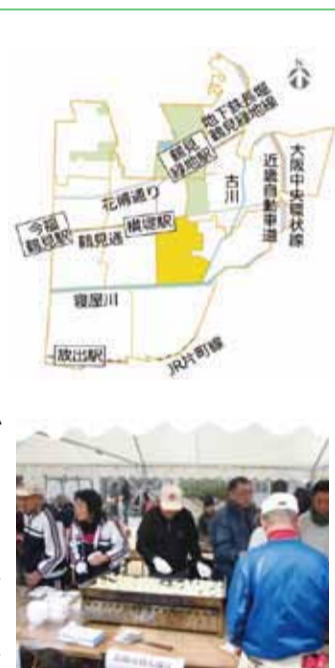 地下鉄長堀
鶴見緑地線
鶴見
緑地駅
大阪中央環状線
近畿自動車道
古川
花博通り
今福
鶴見駅
鶴見通
横堤駅
寝屋川
放出駅
JR片町線